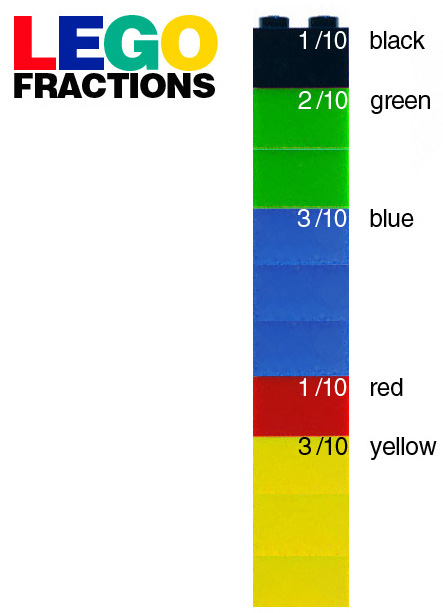 LEGO
FRACTIONS
1/10 black
2/10 green
3/10 blue
1/10 red
3/10 yellow